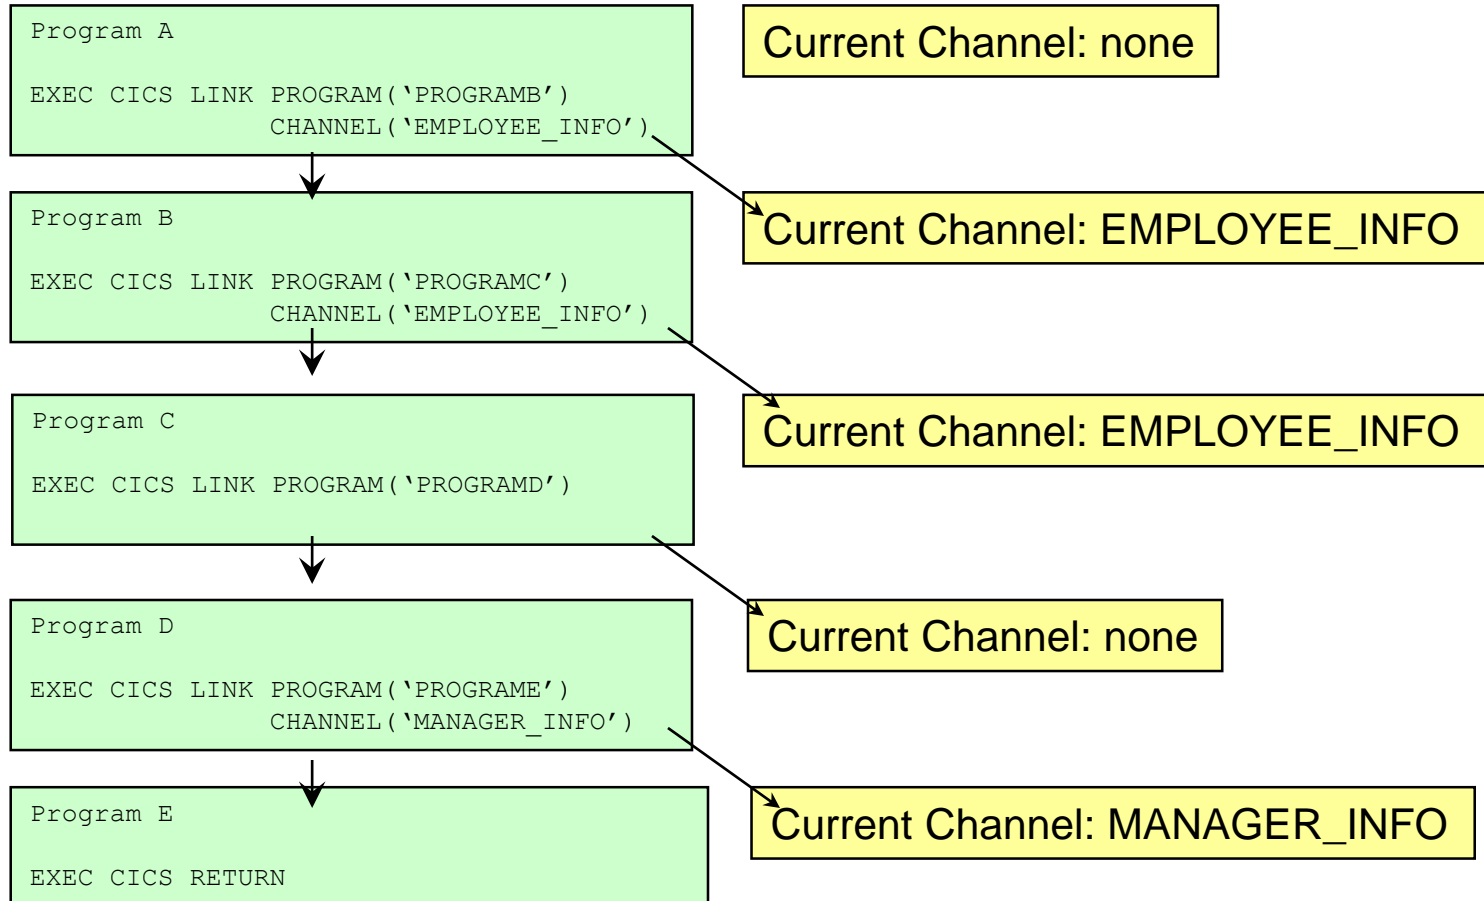 Program A
Current Channel: none
EXEC CICS LINK PROGRAM(‘PROGRAMB’)
CHANNEL(‘EMPLOYEE_INFO’)
Program B
Current Channel: EMPLOYEE_INFO
EXEC CICS LINK PROGRAM(‘PROGRAMC’)
CHANNEL(‘EMPLOYEE_INFO’)
Program C
Current Channel: EMPLOYEE_INFO
EXEC CICS LINK PROGRAM(‘PROGRAMD’)
Program D
Current Channel: none
EXEC CICS LINK PROGRAM(‘PROGRAME’)
CHANNEL(‘MANAGER_INFO’)
Program E
Current Channel: MANAGER_INFO
EXEC CICS RETURN